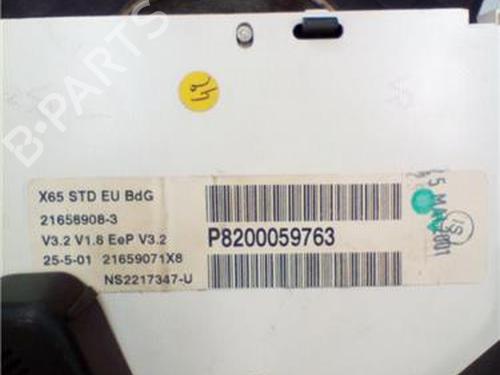 B-PARTS
X65 STD EU BdG
21658908-3
V3.2 V1.8 EeP V3.2
25-5-01 21659071X8
NS2217347-U
P8200059763
2001